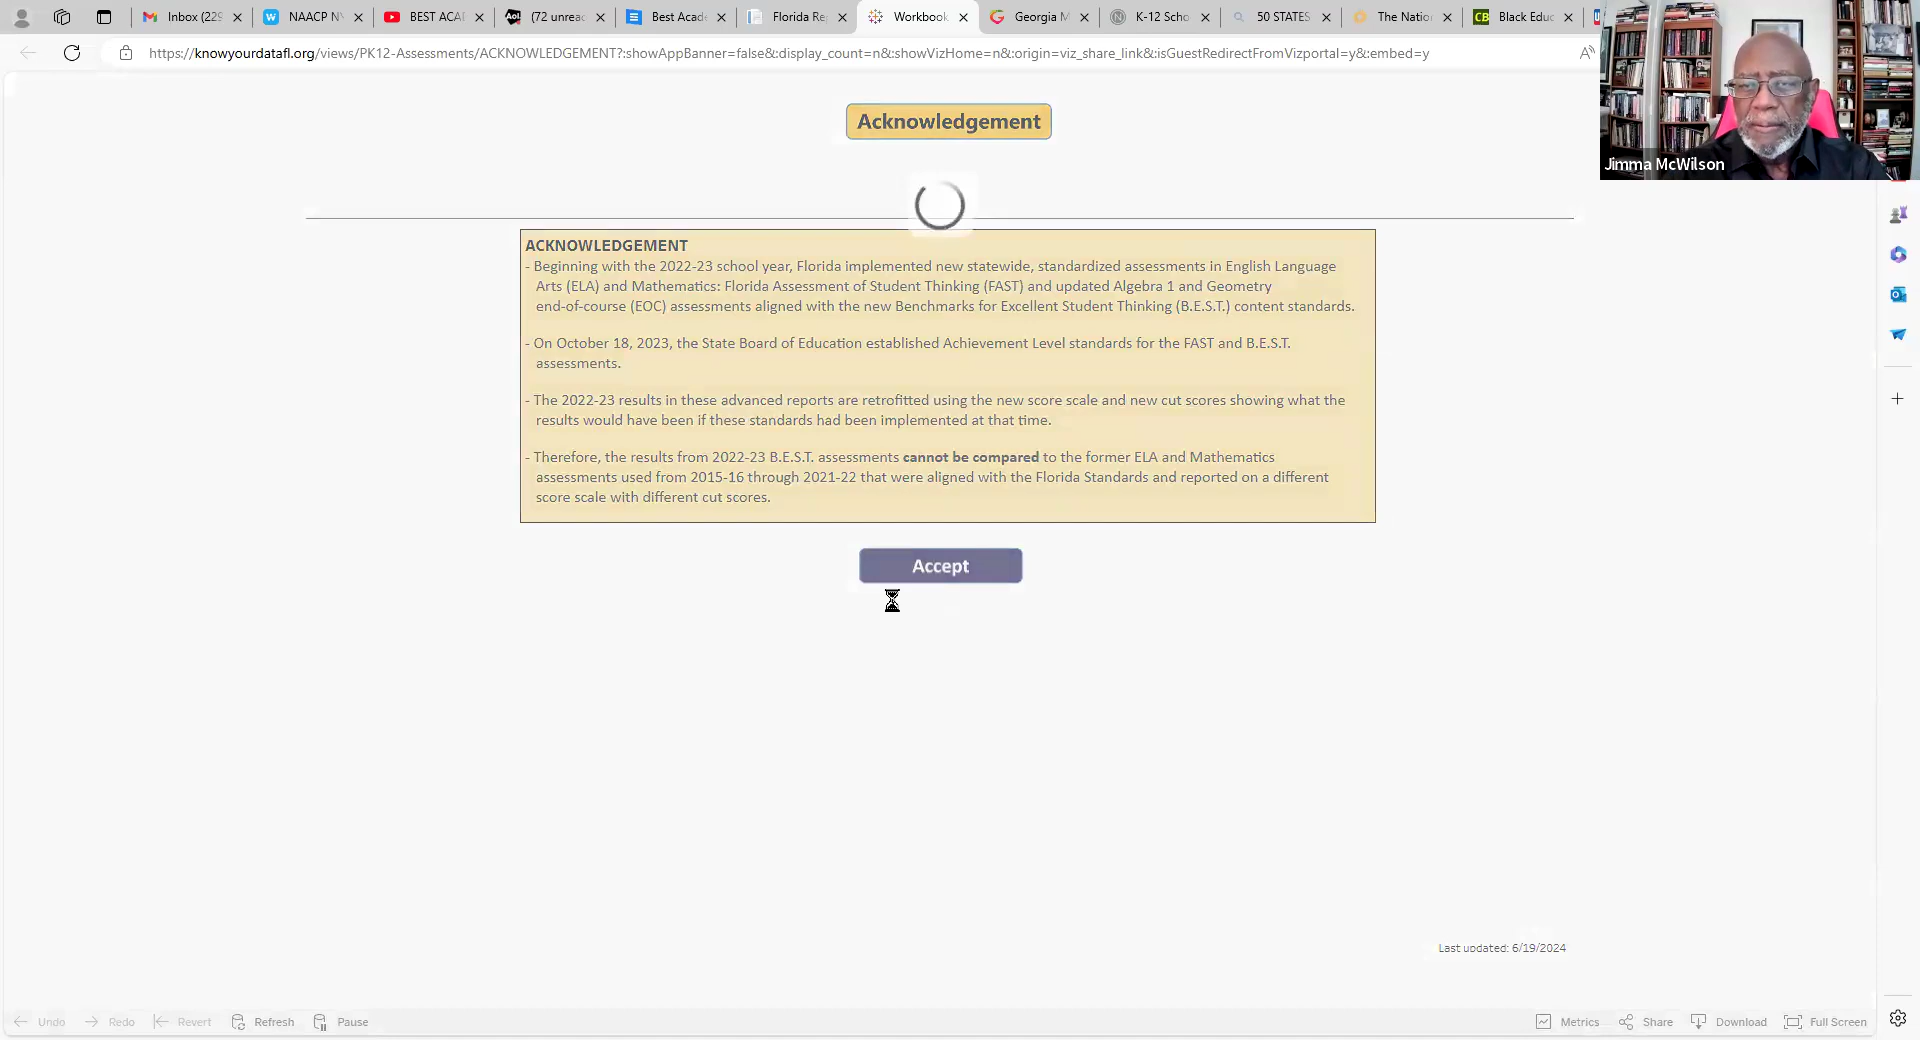 Inbox (229
NAACP NY
BEST ACAD
(72 unread
Best Acade
Florida Rep
Workbook
Georgia M
K-12 Scho
50 STATES
The Natio
Black Educ
https://knowyourdatafl.org/views/PK12-Assessments/ACKNOWLEDGEMENT?:showAppBanner=false&:display_count=n&:showVizHome=n&:origin=viz_share_link&:isGuestRedirectFromVizportal=y&:embed=y
Jimma McWilson
Acknowledgement
ACKNOWLEDGEMENT
- Beginning with the 2022-23 school year, Florida implemented new statewide, standardized assessments in English Language
Arts (ELA) and Mathematics: Florida Assessment of Student Thinking (FAST) and updated Algebra 1 and Geometry
end-of-course (EOC) assessments aligned with the new Benchmarks for Excellent Student Thinking (B.E.S.T.) content standards.
- On October 18, 2023, the State Board of Education established Achievement Level standards for the FAST and B.E.S.T.
assessments.
- The 2022-23 results in these advanced reports are retrofitted using the new score scale and new cut scores showing what the
results would have been if these standards had been implemented at that time.
- Therefore, the results from 2022-23 B.E.S.T. assessments cannot be compared to the former ELA and Mathematics
assessments used from 2015-16 through 2021-22 that were aligned with the Florida Standards and reported on a different
score scale with different cut scores.
Accept
Last updated: 6/19/2024
Undo
Redo
Revert
Refresh
Pause
Metrics
Share
Download
Full Screen